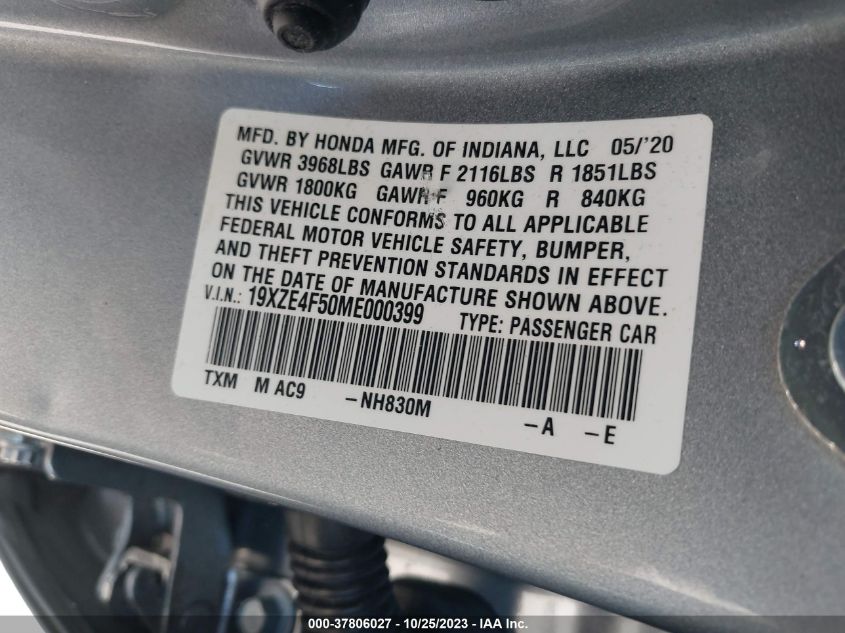 MFD. BY HONDA MFG. OF INDIANA, LLC 05/'20
GVWR 3968LBS GAWR F 2116LBS R 1851LBS
GVWR 1800KG GAWR F 960KG R 840KG
THIS VEHICLE CONFORMS TO ALL APPLICABLE
FEDERAL MOTOR VEHICLE SAFETY, BUMPER,
AND THEFT PREVENTION STANDARDS IN EFFECT
ON THE DATE OF MANUFACTURE SHOWN ABOVE.
V.I.N.: 19XZE4F50ME000399 TYPE: PASSENGER CAR
TXM M AC9 -NH830M -A -E
000-37806027 - 10/25/2023 - IAA Inc.